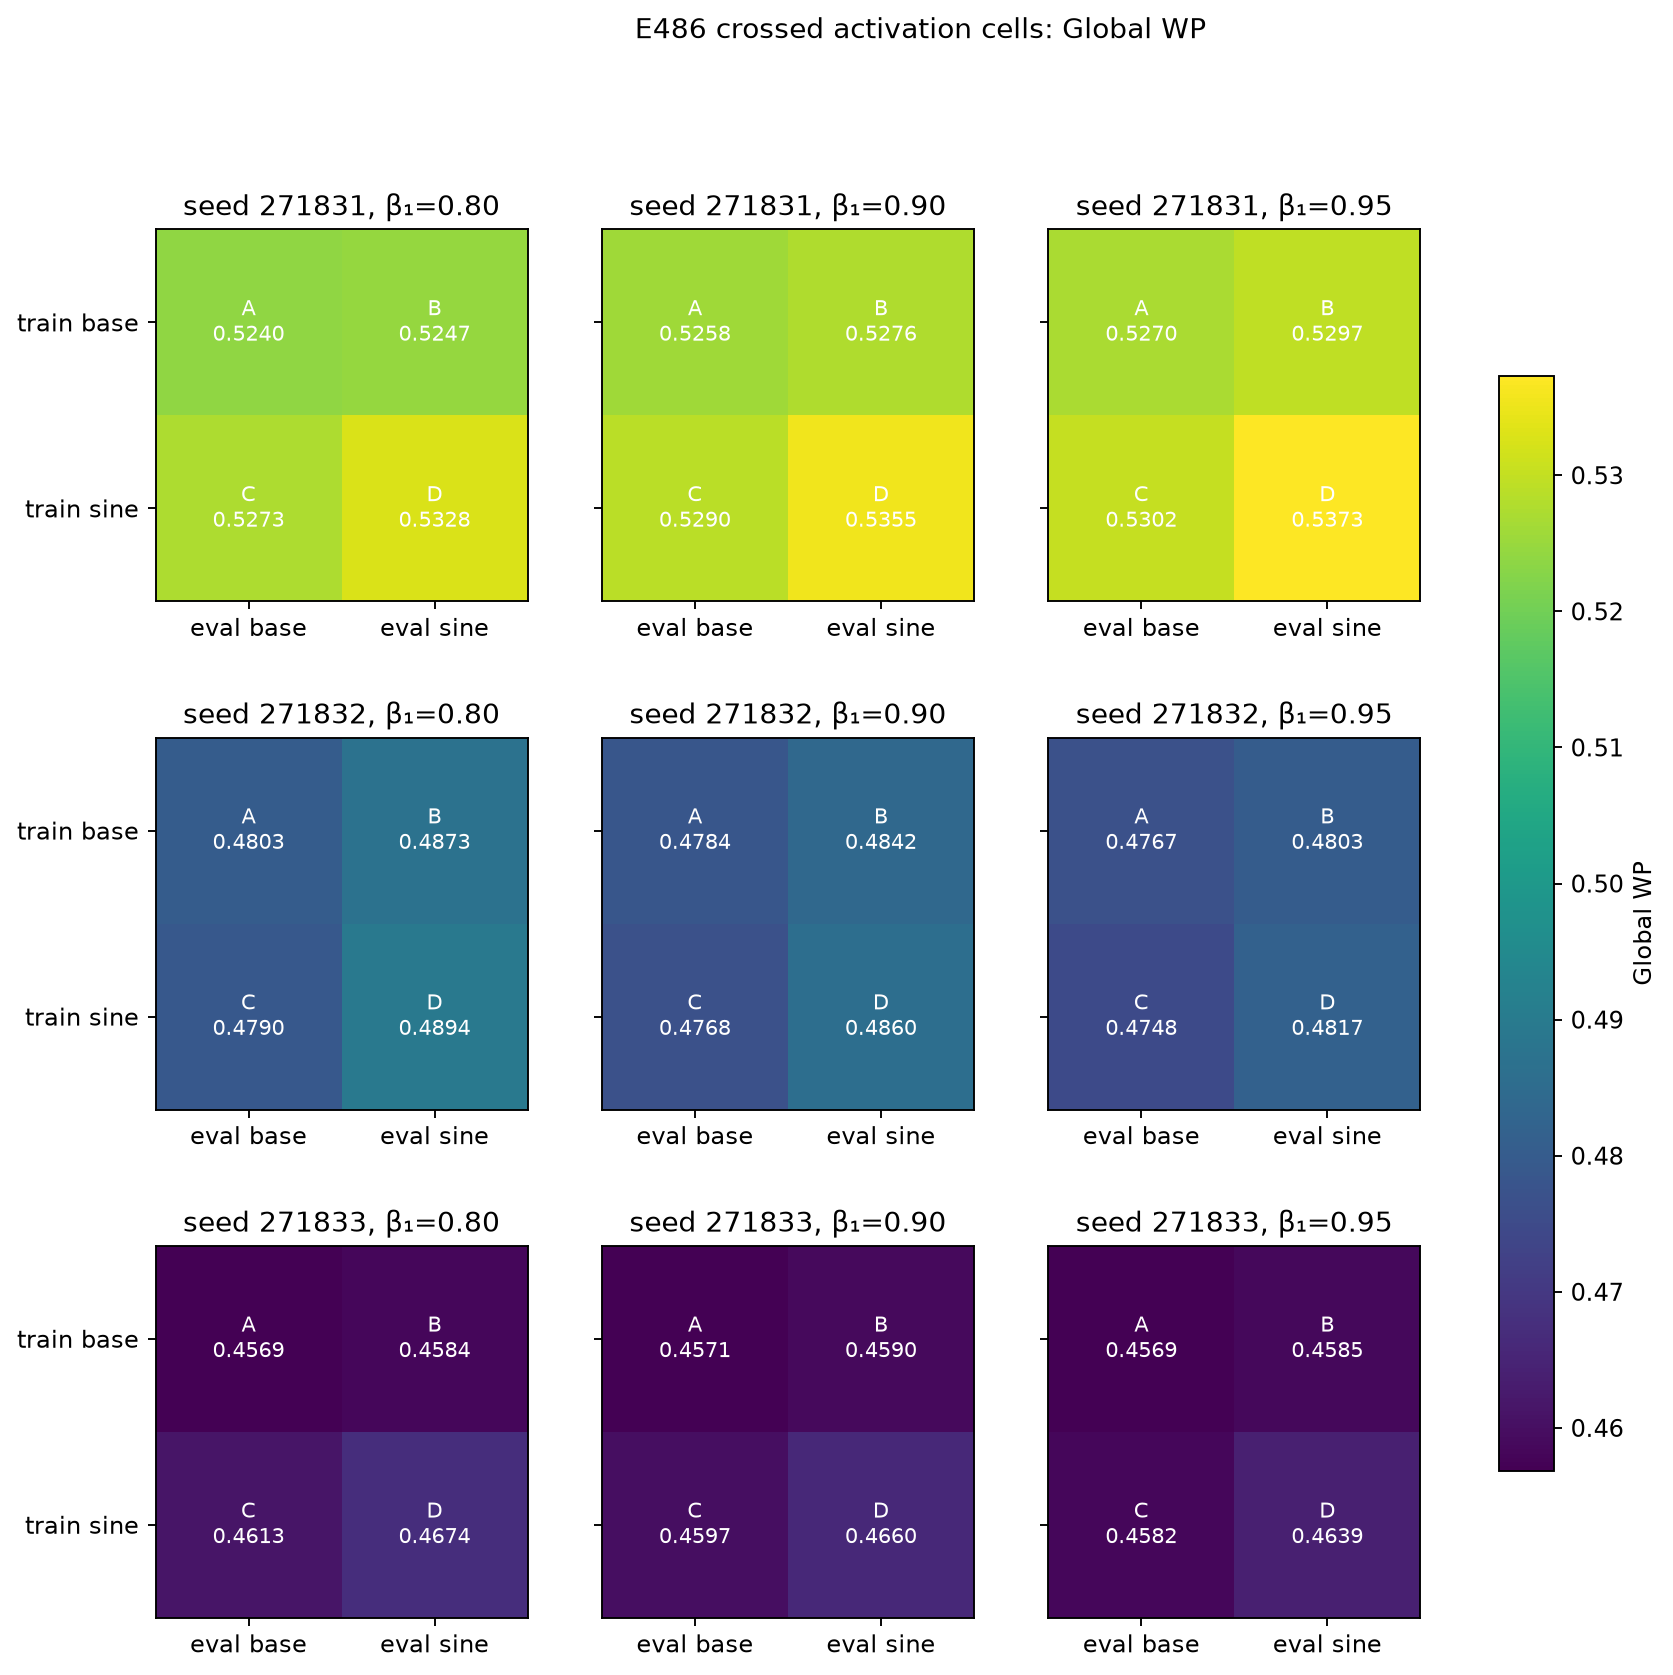 E486 crossed activation cells: Global WP
seed 271831, β₁=0.80
seed 271831, β₁=0.90
seed 271831, β₁=0.95
train base
A
0.5240
B
0.5247
A
0.5258
B
0.5276
A
0.5270
B
0.5297
train sine
C
0.5273
D
0.5328
C
0.5290
D
0.5355
C
0.5302
D
0.5373
eval base
eval sine
eval base
eval sine
eval base
eval sine
seed 271832, β₁=0.80
seed 271832, β₁=0.90
seed 271832, β₁=0.95
train base
A
0.4803
B
0.4873
A
0.4784
B
0.4842
A
0.4767
B
0.4803
train sine
C
0.4790
D
0.4894
C
0.4768
D
0.4860
C
0.4748
D
0.4817
eval base
eval sine
eval base
eval sine
eval base
eval sine
seed 271833, β₁=0.80
seed 271833, β₁=0.90
seed 271833, β₁=0.95
train base
A
0.4569
B
0.4584
A
0.4571
B
0.4590
A
0.4569
B
0.4585
train sine
C
0.4613
D
0.4674
C
0.4597
D
0.4660
C
0.4582
D
0.4639
eval base
eval sine
eval base
eval sine
eval base
eval sine
0.53
0.52
0.51
0.50
0.49
0.48
0.47
0.46
Global WP